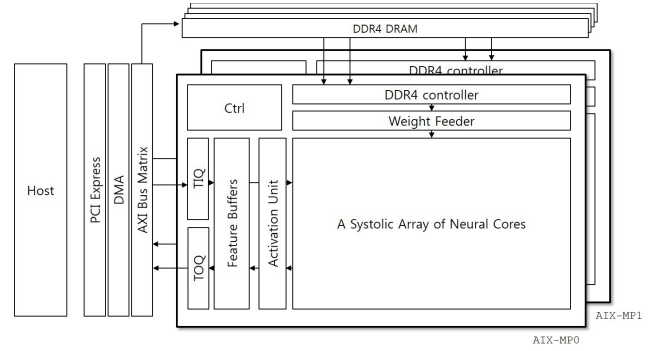 DDR4 DRAM
DDR4 controller
DDR4 controller
Ctrl
Weight Feeder
Host
PCI Express
DMA
AXI Bus Matrix
TIQ
TOQ
Feature Buffers
Activation Unit
A Systolic Array of Neural Cores
AIX-MP1
AIX-MP0